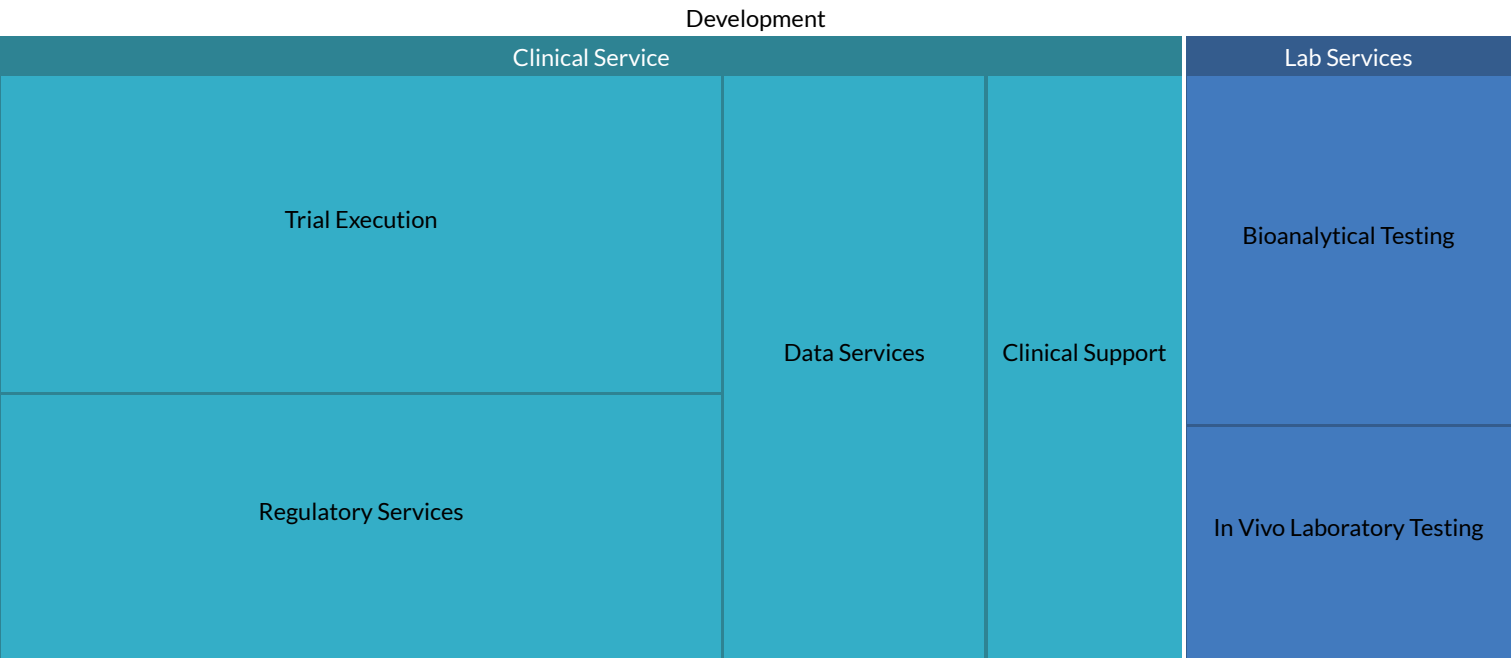 Development
Clinical Service
Lab Services
Trial Execution
Bioanalytical Testing
Data Services
Clinical Support
Regulatory Services
In Vivo Laboratory Testing